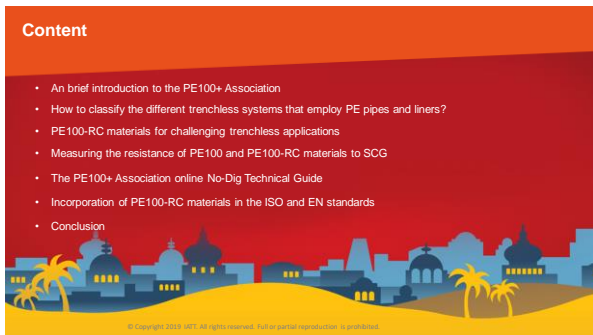 Content
• An brief introduction to the PE100+ Association
• How to classify the different trenchless systems that employ PE pipes and liners?
• PE100-RC materials for challenging trenchless applications
• Measuring the resistance of PE100 and PE100-RC materials to SCG
• The PE100+ Association online No-Dig Technical Guide
• Incorporation of PE100-RC materials in the ISO and EN standards
• Conclusion
© Copyright 2019 IATT. All rights reserved. Full or partial reproduction is prohibited.